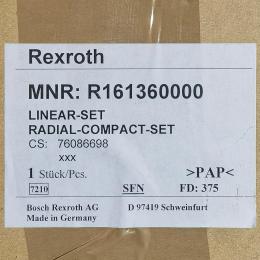 Rexroth
MNR: R161360000
LINEAR-SET
RADIAL-COMPACT-SET
CS: 76086698
xxx
1 Stück/Pcs. >PAP<
7210 SFN FD: 375
Bosch Rexroth AG D 97419 Schweinfurt
Made in Germany